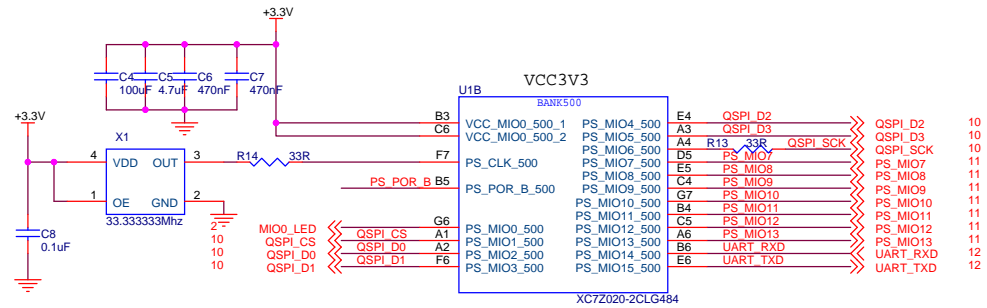 +3.3V
C4
100uF
C5
4.7uF
C6
470nF
C7
470nF
VCC3V3
U1B
BANK500
+3.3V
X1
4 VDD OUT 3
1 OE GND 2
33.333333Mhz
R14 33R
C8
0.1uF
B3 VCC_MIO0_500_1
C6 VCC_MIO0_500_2
F7 PS_CLK_500
PS_POR_B B5 PS_POR_B_500
2 MIO0_LED G6 PS_MIO0_500
10 QSPI_CS QSPI_CS A1 PS_MIO1_500
10 QSPI_D0 QSPI_D0 A2 PS_MIO2_500
10 QSPI_D1 QSPI_D1 F6 PS_MIO3_500
PS_MIO4_500 E4 QSPI_D2 QSPI_D2 10
PS_MIO5_500 A3 QSPI_D3 QSPI_D3 10
PS_MIO6_500 A4 R13 33R QSPI_SCK QSPI_SCK 10
PS_MIO7_500 D5 PS_MIO7 PS_MIO7 11
PS_MIO8_500 E5 PS_MIO8 PS_MIO8 11
PS_MIO9_500 C4 PS_MIO9 PS_MIO9 11
PS_MIO10_500 G7 PS_MIO10 PS_MIO10 11
PS_MIO11_500 B4 PS_MIO11 PS_MIO11 11
PS_MIO12_500 C5 PS_MIO12 PS_MIO12 11
PS_MIO13_500 A6 PS_MIO13 PS_MIO13 11
PS_MIO14_500 B6 UART_RXD UART_RXD 12
PS_MIO15_500 E6 UART_TXD UART_TXD 12
XC7Z020-2CLG484